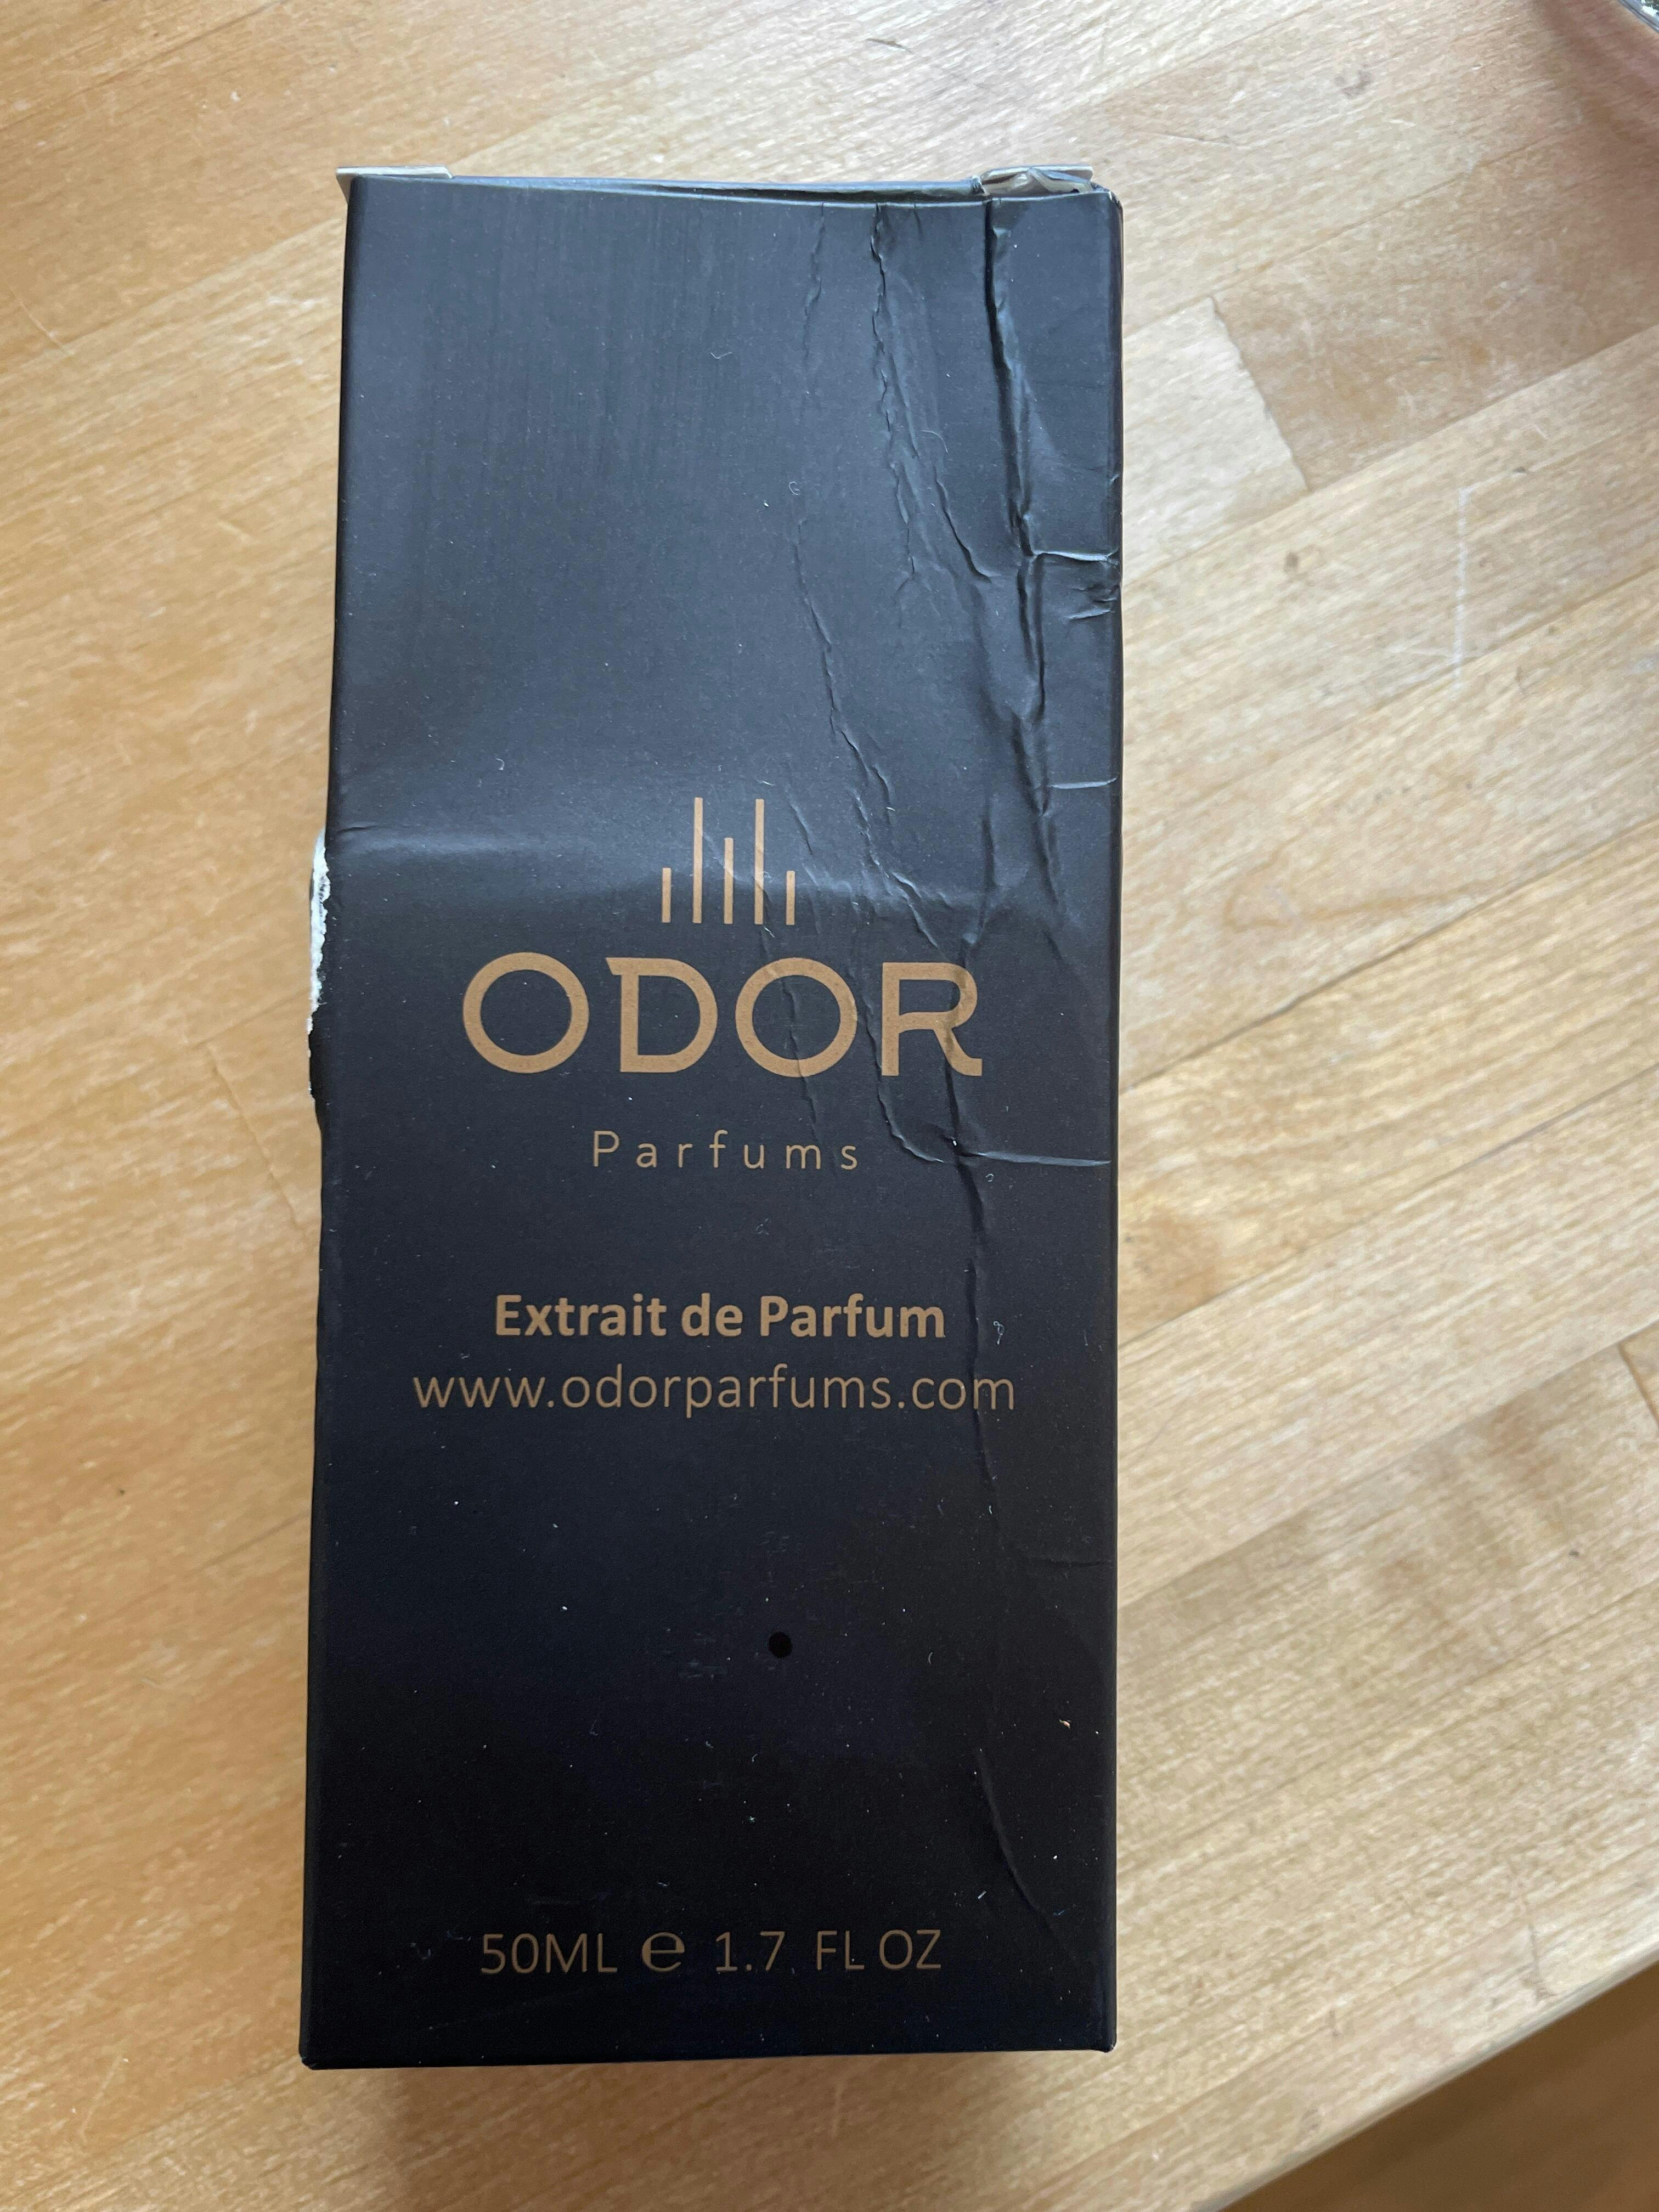 ODOR
Parfums
Extrait de Parfum
www.odorparfums.com
50ML ℮ 1.7 FL OZ